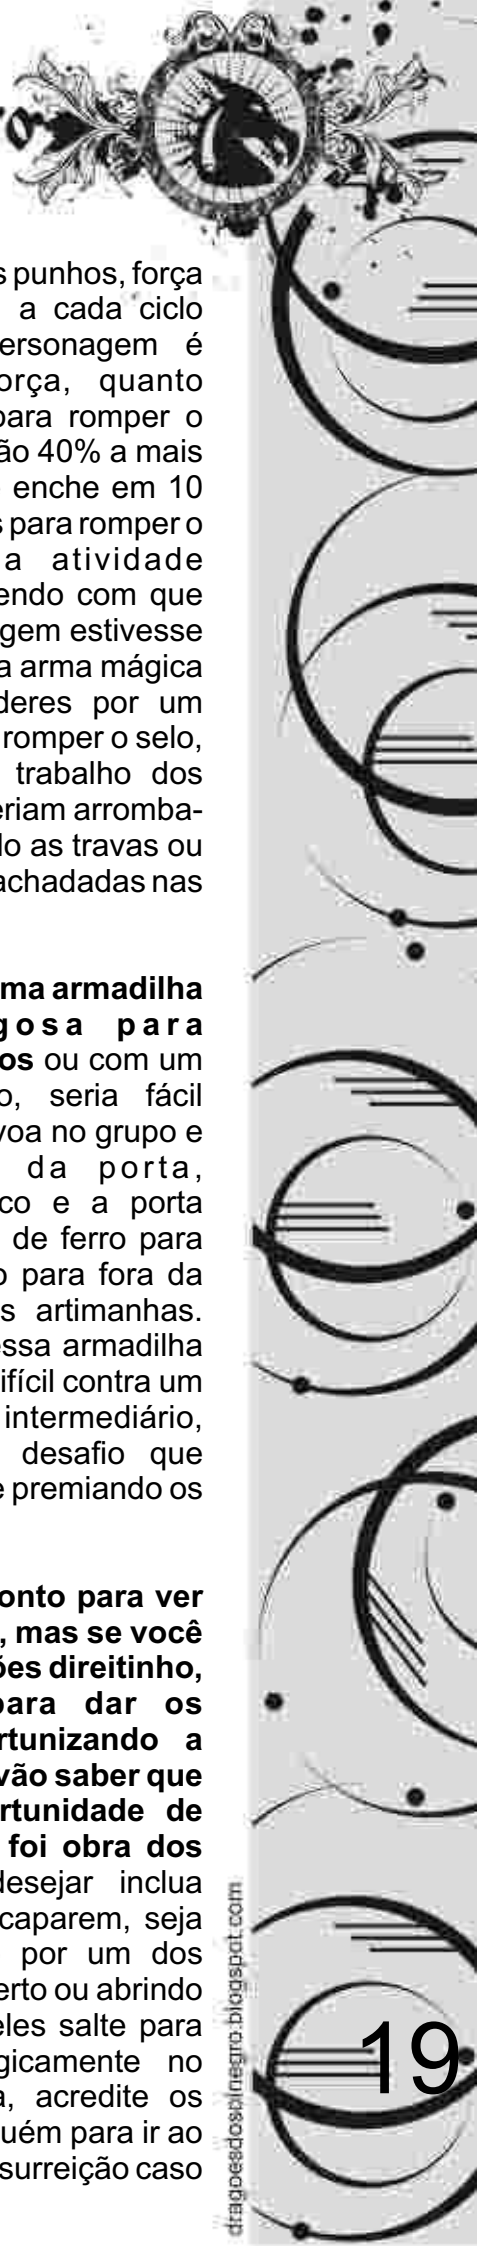 s punhos, força
a cada ciclo
ersonagem é
orça, quanto
para romper o
ão 40% a mais
enche em 10
s para romper o
a atividade
endo com que
gem estivesse
a arma mágica
deres por um
romper o selo,
trabalho dos
eriam arromba-
do as travas ou
achadadas nas
ma armadilha
gosa para
os ou com um
o, seria fácil
voa no grupo e
da porta,
co e a porta
de ferro para
o para fora da
s artimanhas.
essa armadilha
ifícil contra um
intermediário,
desafio que
e premiando os
onto para ver
, mas se você
ões direitinho,
para dar os
rtunizando a
vão saber que
rtunidade de
foi obra dos
desejar inclua
caparem, seja
por um dos
erto ou abrindo
eles salte para
gicamente no
a, acredite os
uém para ir ao
surreição caso
dragoesdosolnegro.blogspot.com
19